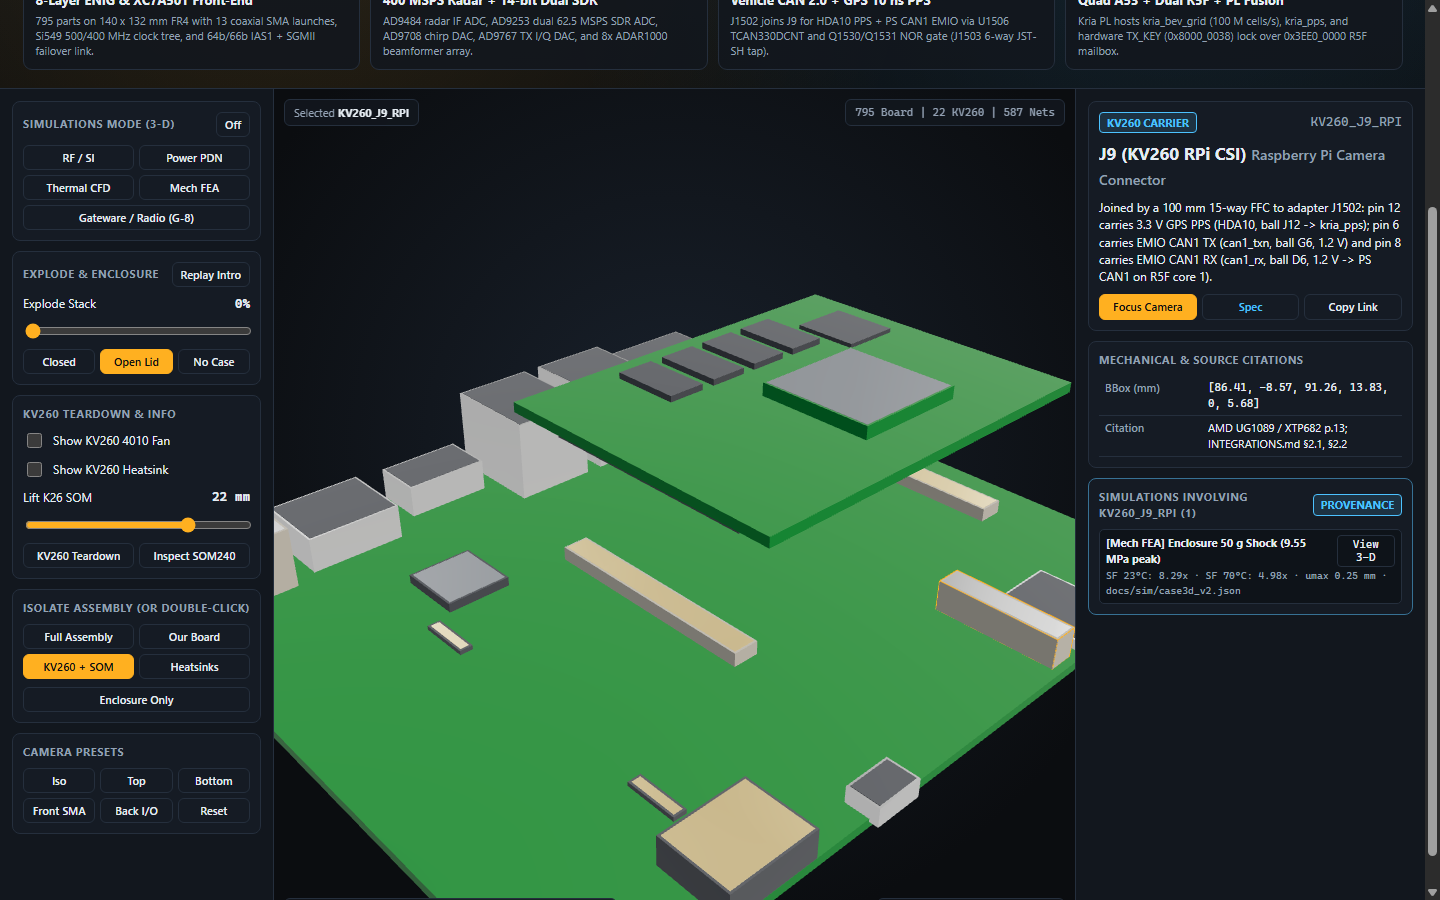 8-Layer ENIG & XC7A50T Front-End
795 parts on 140 x 132 mm FR4 with 13 coaxial SMA launches,
Si549 500/400 MHz clock tree, and 64b/66b IAS1 + SGMII
failover link.
400 MSPS Radar + 14-bit Dual SDR
AD9484 radar IF ADC, AD9253 dual 62.5 MSPS SDR ADC,
AD9708 chirp DAC, AD9767 TX I/Q DAC, and 8x ADAR1000
beamformer array.
Vehicle CAN 2.0 + GPS 10 ns PPS
J1502 joins J9 for HDA10 PPS + PS CAN1 EMIO via U1506
TCAN330DCNT and Q1530/Q1531 NOR gate (J1503 6-way JST-
SH tap).
Quad A53 + Dual R5F + PL Fusion
Kria PL hosts kria_bev_grid (100 M cells/s), kria_pps, and
hardware TX_KEY (0x8000_0038) lock over 0x3EE0_0000 R5F
mailbox.
SIMULATIONS MODE (3-D)
Off
RF / SI
Power PDN
Thermal CFD
Mech FEA
Gateware / Radio (G-8)
EXPLODE & ENCLOSURE
Replay Intro
Explode Stack
0%
Closed
Open Lid
No Case
KV260 TEARDOWN & INFO
Show KV260 4010 Fan
Show KV260 Heatsink
Lift K26 SOM
22 mm
KV260 Teardown
Inspect SOM240
ISOLATE ASSEMBLY (OR DOUBLE-CLICK)
Full Assembly
Our Board
KV260 + SOM
Heatsinks
Enclosure Only
CAMERA PRESETS
Iso
Top
Bottom
Front SMA
Back I/O
Reset
Selected KV260_J9_RPI
795 Board | 22 KV260 | 587 Nets
KV260 CARRIER
KV260_J9_RPI
J9 (KV260 RPi CSI) Raspberry Pi Camera
Connector
Joined by a 100 mm 15-way FFC to adapter J1502: pin 12
carries 3.3 V GPS PPS (HDA10, ball J12 -> kria_pps); pin 6
carries EMIO CAN1 TX (can1_txn, ball G6, 1.2 V) and pin 8
carries EMIO CAN1 RX (can1_rx, ball D6, 1.2 V -> PS
CAN1 on R5F core 1).
Focus Camera
Spec
Copy Link
MECHANICAL & SOURCE CITATIONS
BBox (mm)
[86.41, -8.57, 91.26, 13.83,
0, 5.68]
Citation
AMD UG1089 / XTP682 p.13;
INTEGRATIONS.md §2.1, §2.2
SIMULATIONS INVOLVING
KV260_J9_RPI (1)
PROVENANCE
[Mech FEA] Enclosure 50 g Shock (9.55
MPa peak)
View
3-D
SF 23°C: 8.29x · SF 70°C: 4.98x · umax 0.25 mm ·
docs/sim/case3d_v2.json